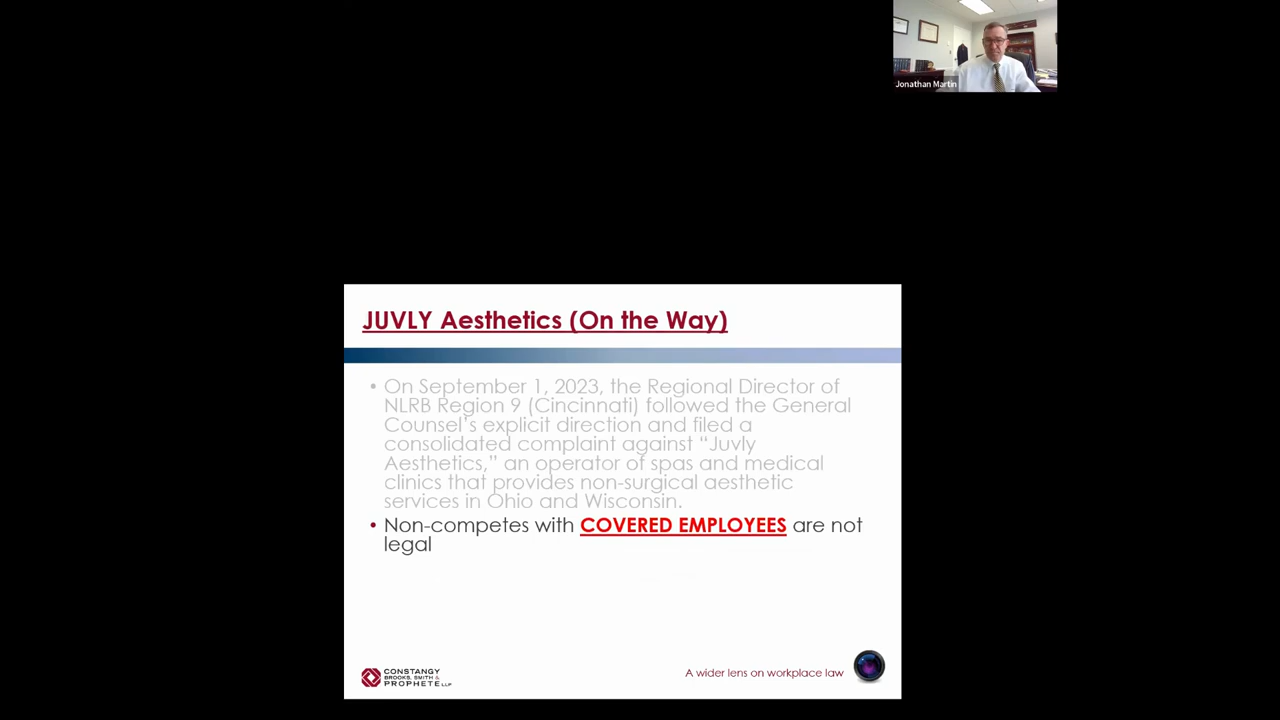 Jonathan Martin
JUVLY Aesthetics (On the Way)
• On September 1, 2023, the Regional Director of
NLRB Region 9 (Cincinnati) followed the General
Counsel’s explicit direction and filed a
consolidated complaint against “Juvly
Aesthetics,” an operator of spas and medical
clinics that provides non-surgical aesthetic
services in Ohio and Wisconsin.
• Non-competes with COVERED EMPLOYEES are not
legal
CONSTANGY
BROOKS, SMITH &
PROPHETE LLP
A wider lens on workplace law